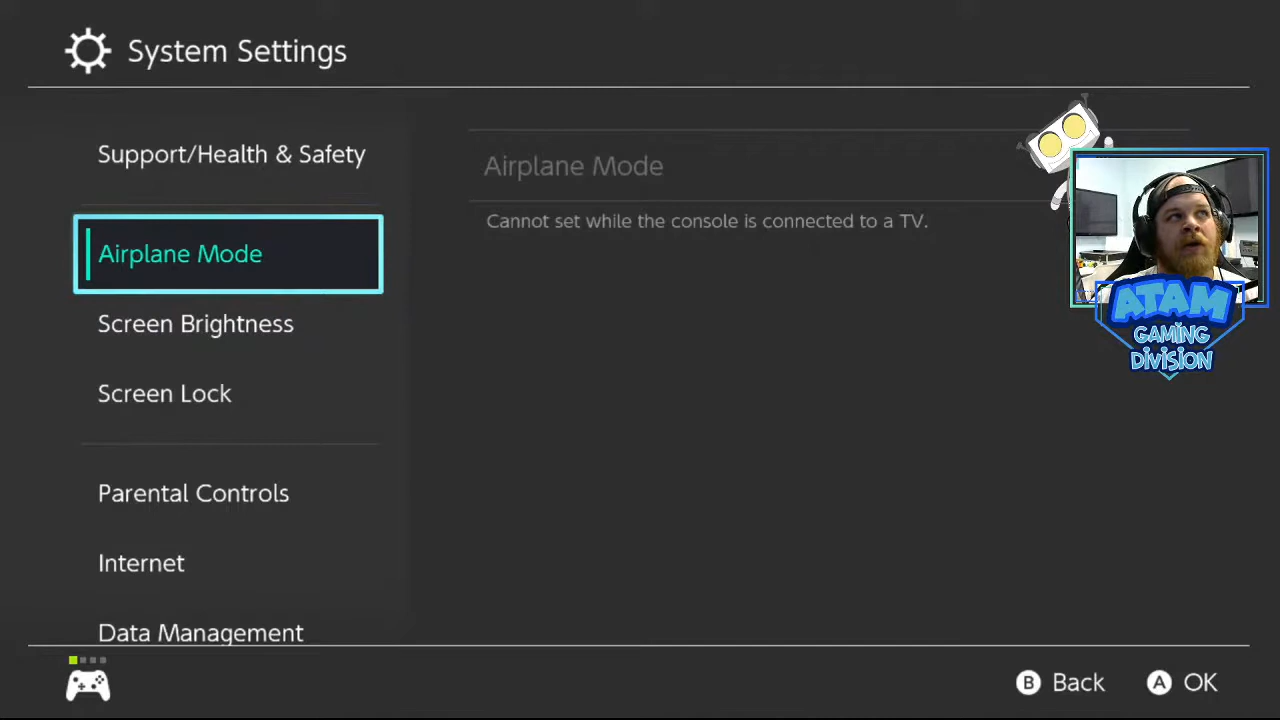 System Settings
Support/Health & Safety
Airplane Mode
Screen Brightness
Screen Lock
Parental Controls
Internet
Data Management
Airplane Mode
Cannot set while the console is connected to a TV.
ATAM
GAMING
DIVISION
B Back
A OK